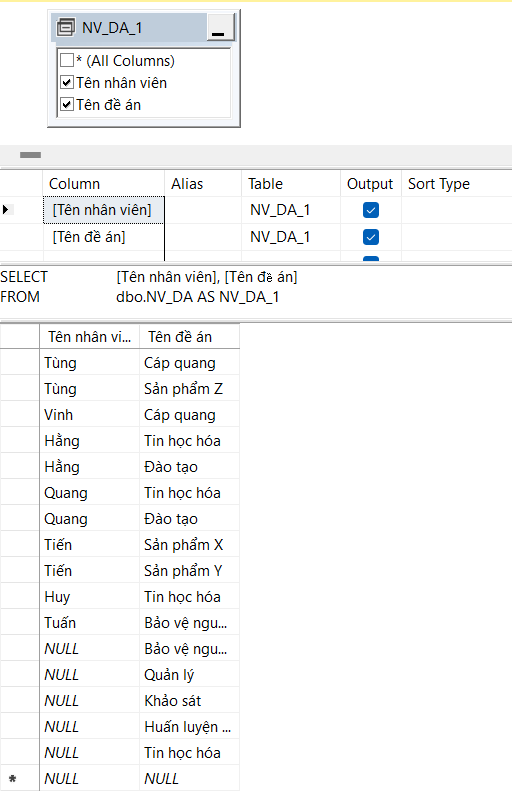 NV_DA_1
* (All Columns)
Tên nhân viên
Tên đề án
Column Alias Table Output Sort Type
[Tên nhân viên] NV_DA_1
[Tên đề án] NV_DA_1
SELECT [Tên nhân viên], [Tên đề án]
FROM dbo.NV_DA AS NV_DA_1
Tên nhân vi... Tên đề án
Tùng Cáp quang
Tùng Sản phẩm Z
Vinh Cáp quang
Hằng Tin học hóa
Hằng Đào tạo
Quang Tin học hóa
Quang Đào tạo
Tiến Sản phẩm X
Tiến Sản phẩm Y
Huy Tin học hóa
Tuấn Bảo vệ ngu...
NULL Bảo vệ ngu...
NULL Quản lý
NULL Khảo sát
NULL Huấn luyện ...
NULL Tin học hóa
* NULL NULL